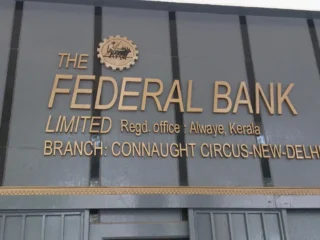 THE
FEDERAL BANK
LIMITED Regd. office : Alwaye, Kerala
BRANCH: CONNAUGHT CIRCUS-NEW-DELH